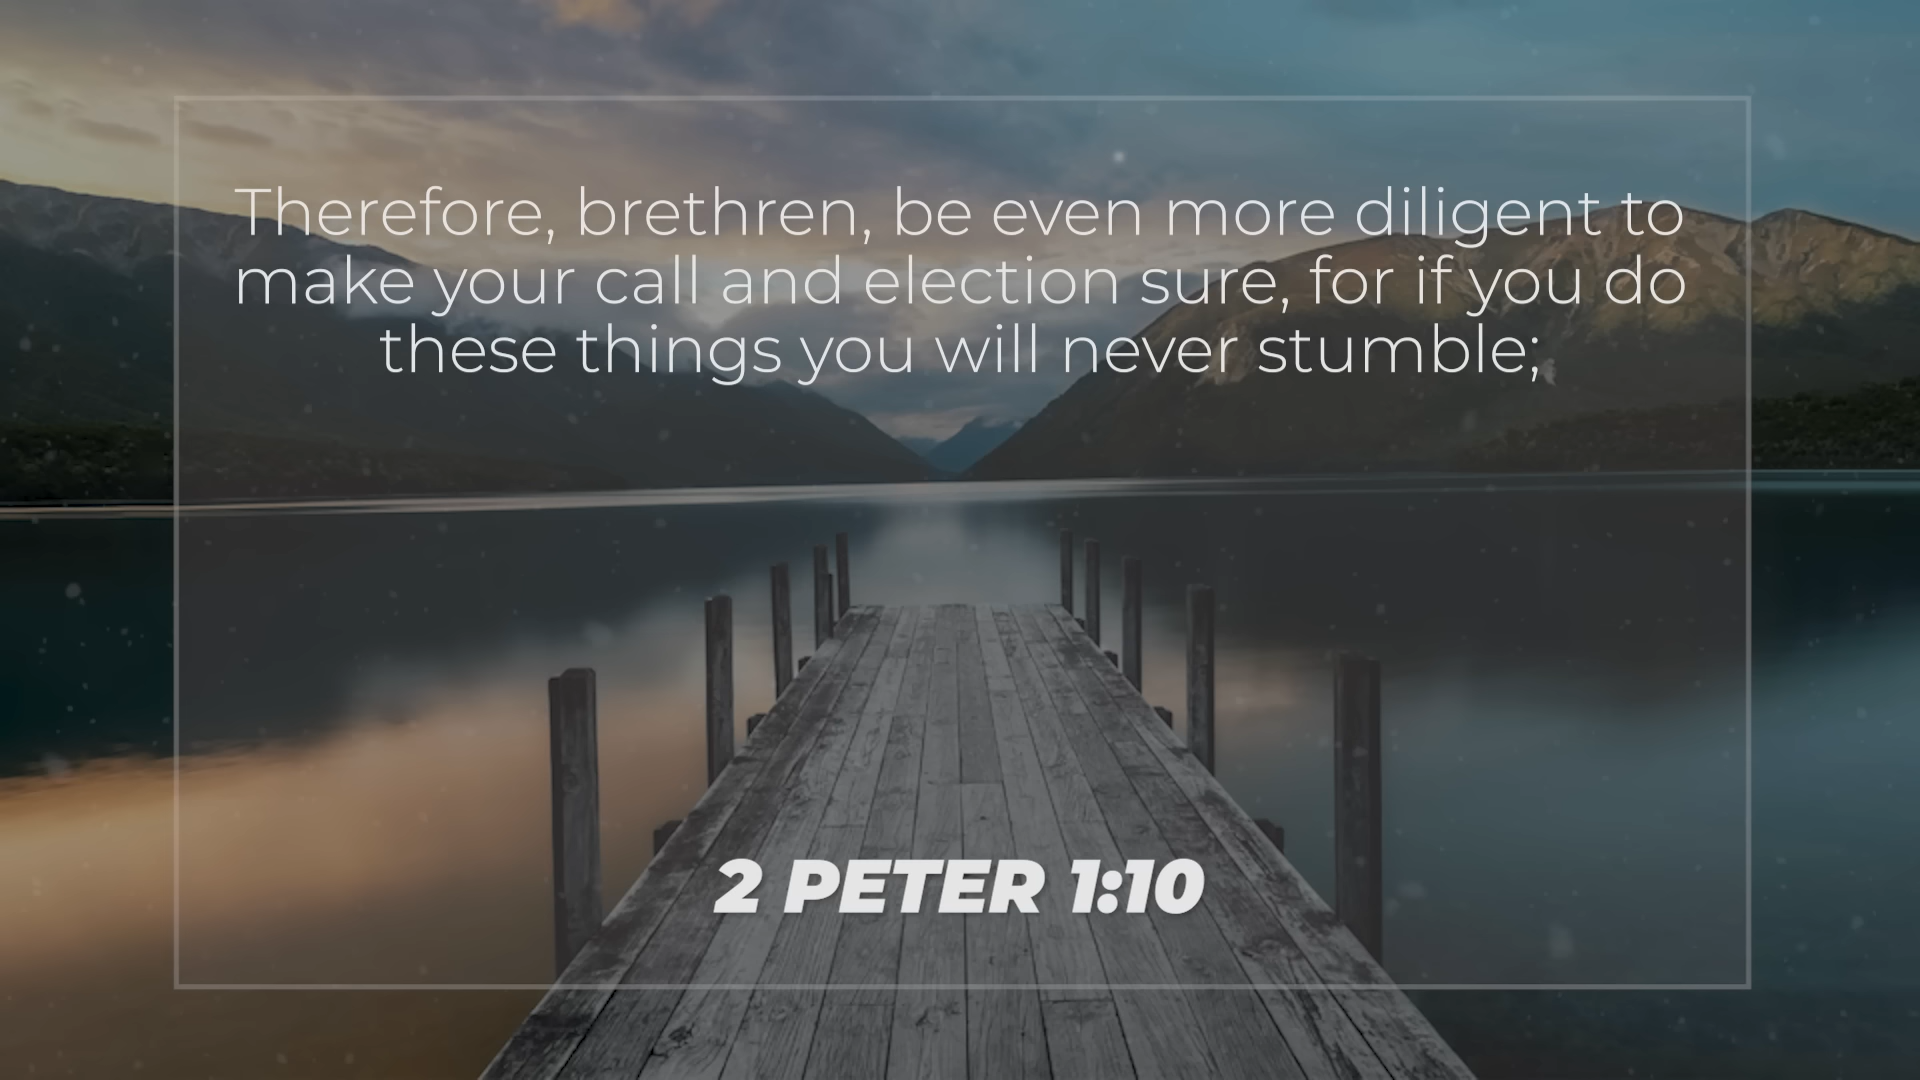 Therefore, brethren, be even more diligent to
make your call and election sure, for if you do
these things you will never stumble;
2 PETER 1:10